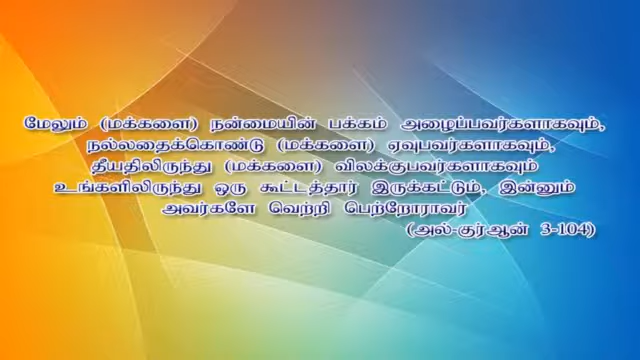 மேலும் (மக்களை) நன்மையின் பக்கம் அழைப்பவர்களாகவும்,
நல்லதைக்கொண்டு (மக்களை) ஏவுபவர்களாகவும்,
தீயதிலிருந்து (மக்களை) விலக்குபவர்களாகவும்
உங்களிலிருந்து ஒரு கூட்டத்தார் இருக்கட்டும், இன்னும்
அவர்களே வெற்றி பெற்றோராவர்
(அல்-குர்ஆன் 3-104)